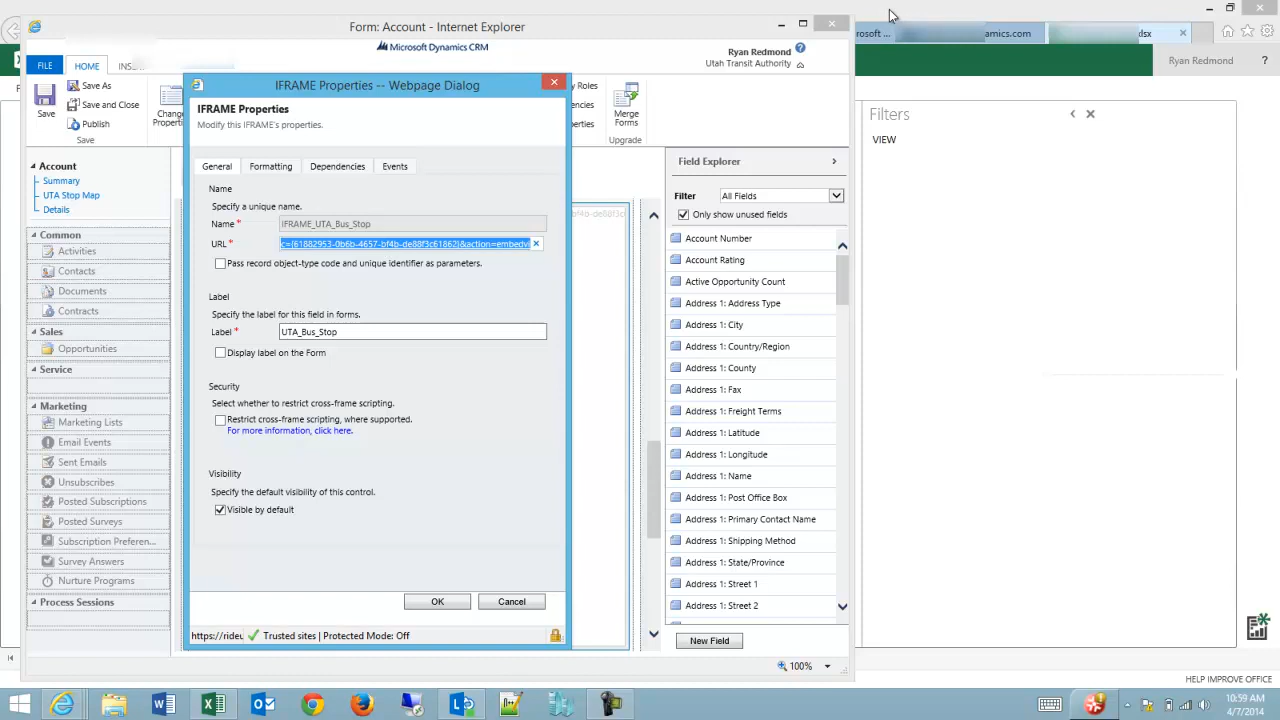 Form: Account - Internet Explorer
Microsoft Dynamics CRM
Ryan Redmond
Utah Transit Authority
FILE
HOME
Save
Save As
Save and Close
Publish
Save
Merge Forms
Upgrade
IFRAME Properties -- Webpage Dialog
IFRAME Properties
Modify this IFRAME's properties.
General
Formatting
Dependencies
Events
Name
Specify a unique name.
Name * IFRAME_UTA_Bus_Stop
URL * c={61882953-0b6b-4657-bf4b-de88f3c61862}&action=embedvi
Pass record object-type code and unique identifier as parameters.
Label
Specify the label for this field in forms.
Label * UTA_Bus_Stop
Display label on the Form
Security
Select whether to restrict cross-frame scripting.
Restrict cross-frame scripting, where supported.
For more information, click here.
Visibility
Specify the default visibility of this control.
Visible by default
OK
Cancel
Trusted sites | Protected Mode: Off
Account
Summary
UTA Stop Map
Details
Common
Activities
Contacts
Documents
Contracts
Sales
Opportunities
Service
Marketing
Marketing Lists
Email Events
Sent Emails
Unsubscribes
Posted Subscriptions
Posted Surveys
Subscription Preferen...
Survey Answers
Nurture Programs
Process Sessions
Field Explorer
Filter All Fields
Only show unused fields
Account Number
Account Rating
Active Opportunity Count
Address 1: Address Type
Address 1: City
Address 1: Country/Region
Address 1: County
Address 1: Fax
Address 1: Freight Terms
Address 1: Latitude
Address 1: Longitude
Address 1: Name
Address 1: Post Office Box
Address 1: Primary Contact Name
Address 1: Shipping Method
Address 1: State/Province
Address 1: Street 1
Address 1: Street 2
New Field
100%
Ryan Redmond
Filters
VIEW
HELP IMPROVE OFFICE
10:59 AM
4/7/2014